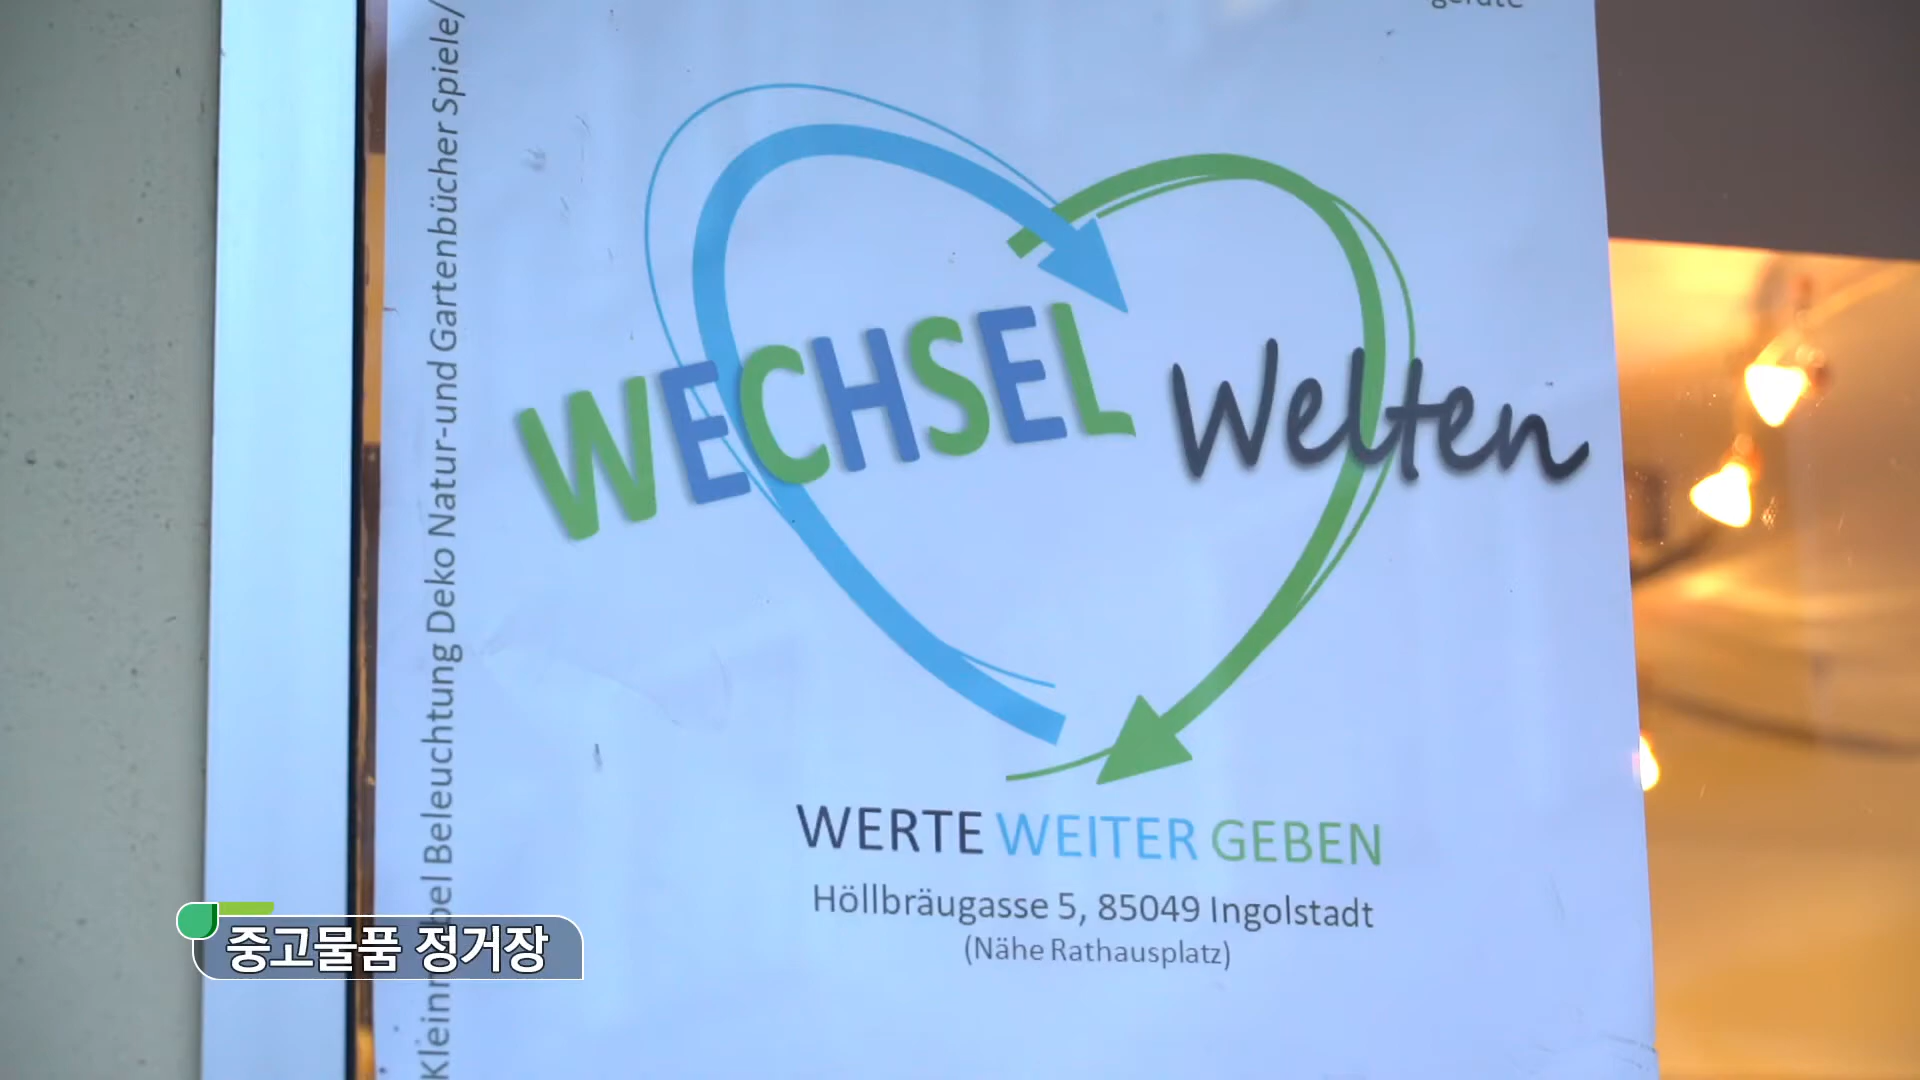 geräte
Kleinmöbel Beleuchtung Deko Natur-und Gartenbücher Spiele/
WECHSEL Welten
WERTE WEITER GEBEN
Höllbräugasse 5, 85049 Ingolstadt
(Nähe Rathausplatz)
중고물품 정거장